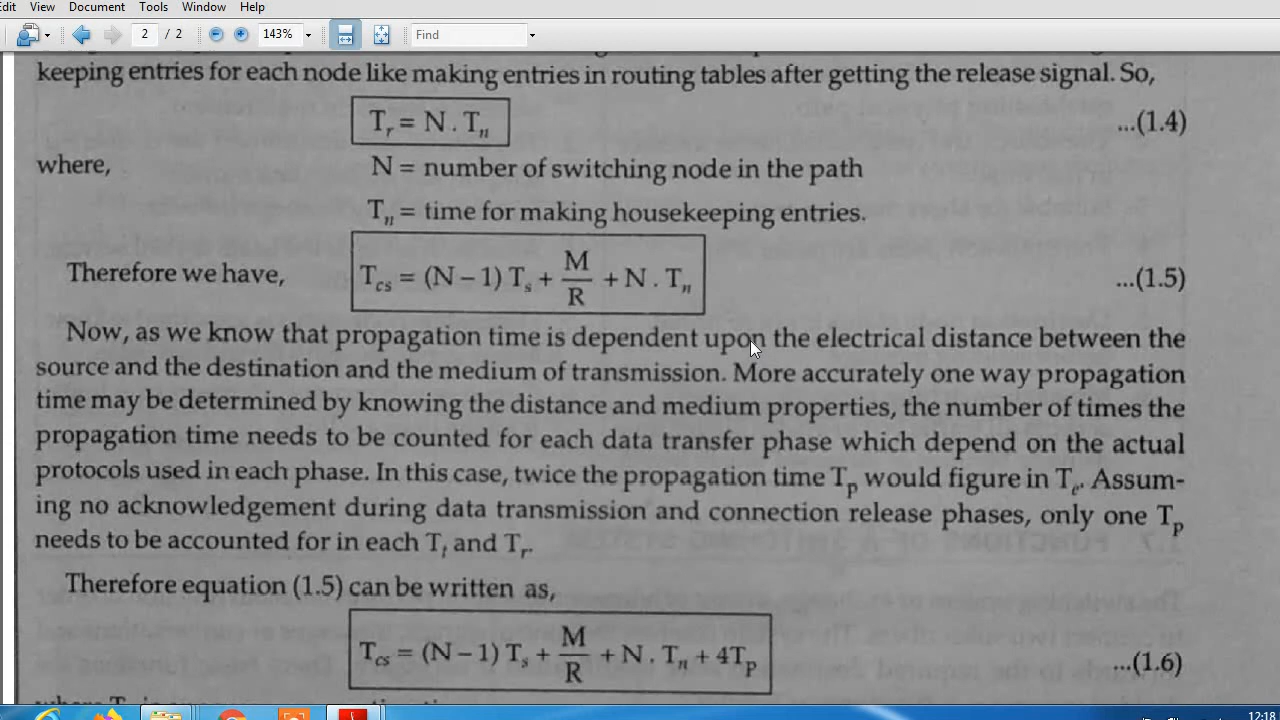 Edit View Document Tools Window Help
2 / 2 143% Find
keeping entries for each node like making entries in routing tables after getting the release signal. So,
Tr = N . Tn ...(1.4)
where, N = number of switching node in the path
Tn = time for making housekeeping entries.
Therefore we have, Tcs = (N – 1) Ts + M/R + N . Tn ...(1.5)
Now, as we know that propagation time is dependent upon the electrical distance between the
source and the destination and the medium of transmission. More accurately one way propagation
time may be determined by knowing the distance and medium properties, the number of times the
propagation time needs to be counted for each data transfer phase which depend on the actual
protocols used in each phase. In this case, twice the propagation time Tp would figure in Te. Assum-
ing no acknowledgement during data transmission and connection release phases, only one Tp
needs to be accounted for in each Tt and Tr.
Therefore equation (1.5) can be written as,
Tcs = (N – 1) Ts + M/R + N . Tn + 4Tp ...(1.6)
12:18